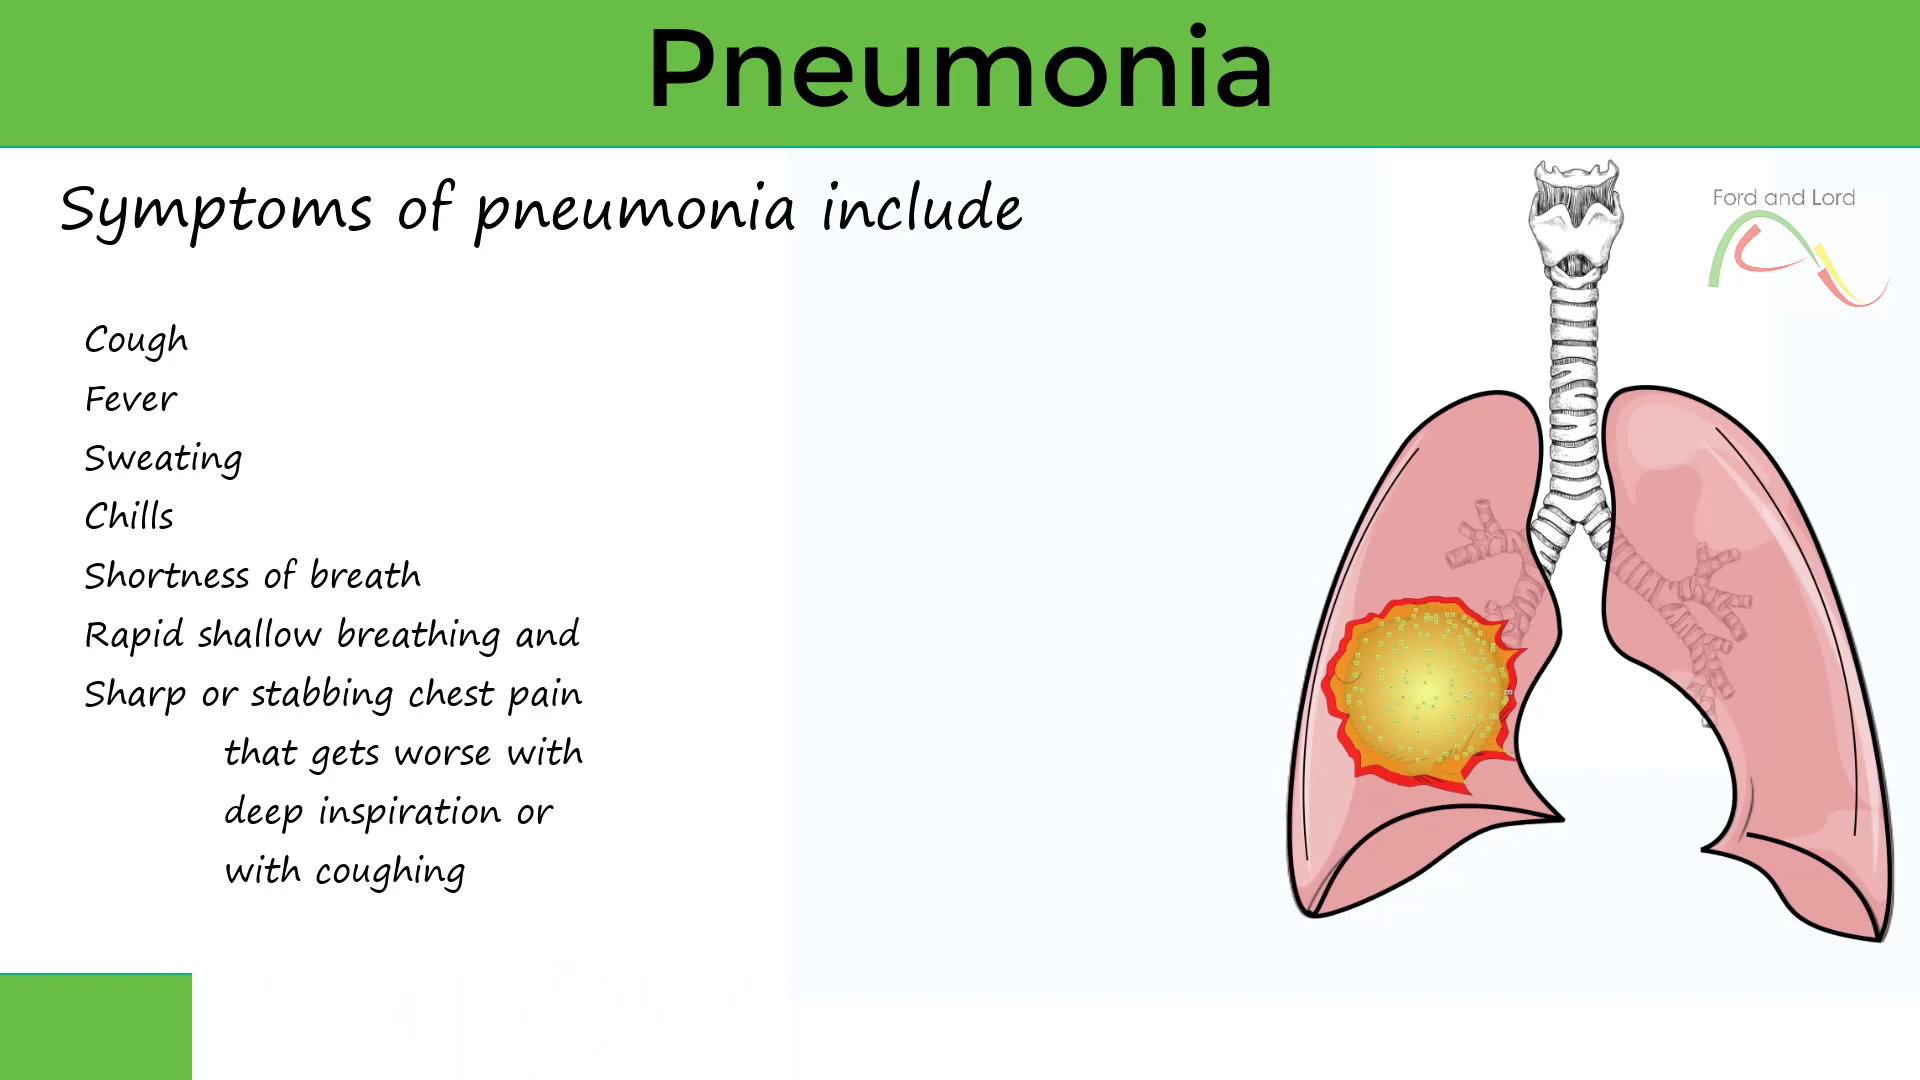 Pneumonia
Symptoms of pneumonia include
Ford and Lord
Cough
Fever
Sweating
Chills
Shortness of breath
Rapid shallow breathing and
Sharp or stabbing chest pain
that gets worse with
deep inspiration or
with coughing